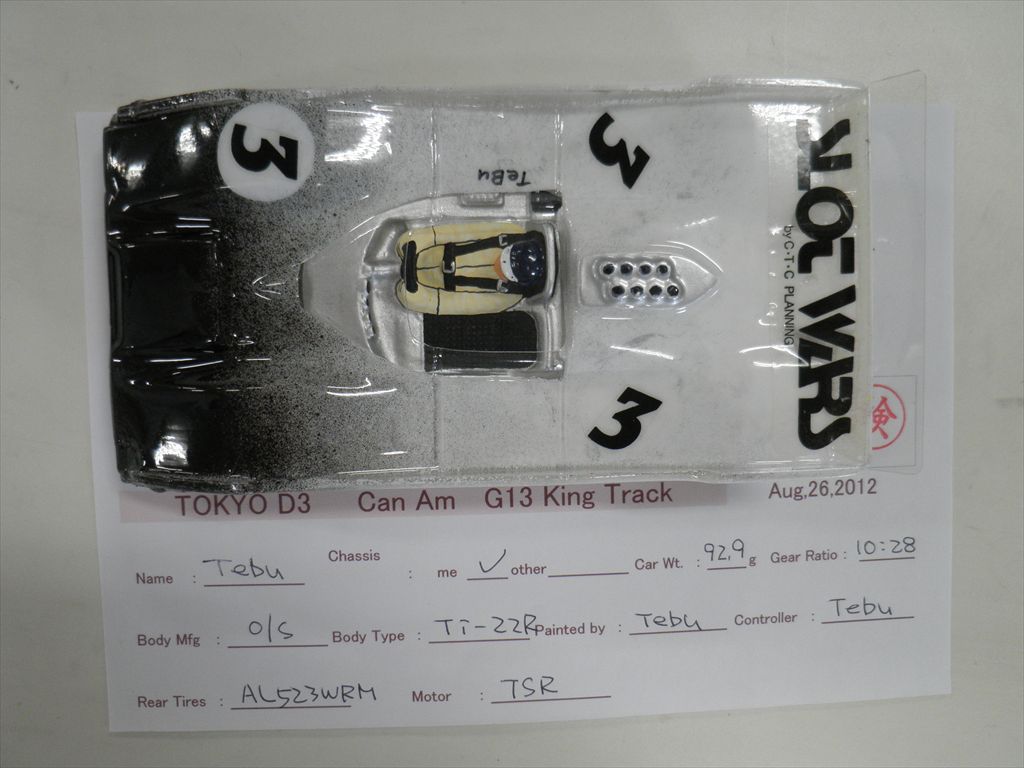 3
3
3
TeBu
SLOT WARS
by C・T・C PLANNING
検
TOKYO D3 Can Am G13 King Track Aug,26,2012
Name : Tebu Chassis : me ✓ other Car Wt. : 92.9 g Gear Ratio : 10:28
Body Mfg : O/S Body Type : Ti-22R Painted by : Tebu Controller : Tebu
Rear Tires : AL523WRM Motor : TSR